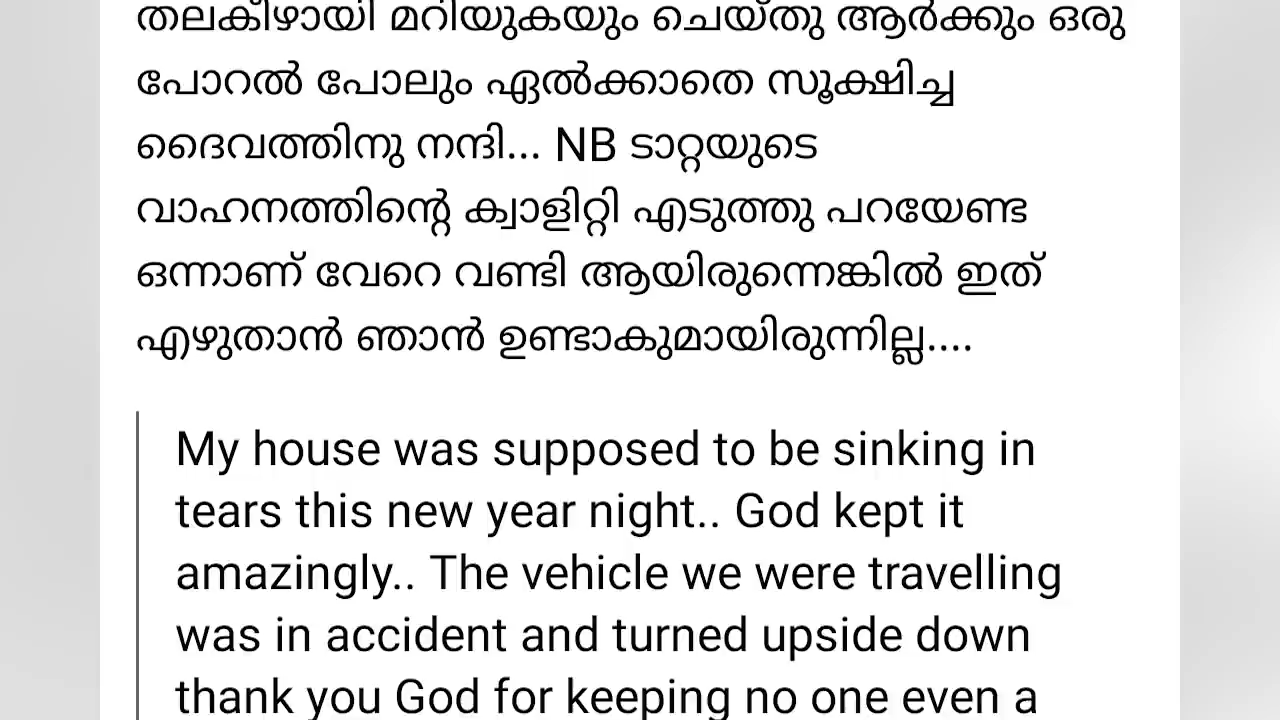 തലകീഴായി മറിയുകയും ചെയ്തു ആർക്കും ഒരു
പോറൽ പോലും ഏൽക്കാതെ സൂക്ഷിച്ച
ദൈവത്തിനു നന്ദി... NB ടാറ്റയുടെ
വാഹനത്തിന്റെ ക്വാളിറ്റി എടുത്തു പറയേണ്ട
ഒന്നാണ് വേറെ വണ്ടി ആയിരുന്നെങ്കിൽ ഇത്
എഴുതാൻ ഞാൻ ഉണ്ടാകുമായിരുന്നില്ല....
My house was supposed to be sinking in
tears this new year night.. God kept it
amazingly.. The vehicle we were travelling
was in accident and turned upside down
thank you God for keeping no one even a